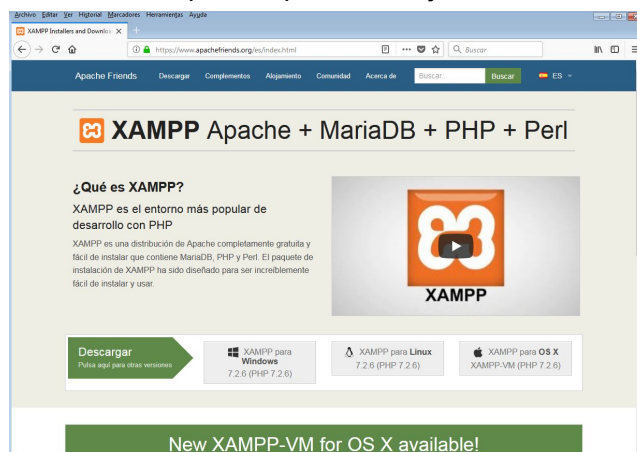 Archivo Editar Ver Historial Marcadores Herramientas Ayuda
XAMPP Installers and Downloa
https://www.apachefriends.org/es/index.html
Buscar
Apache Friends Descargar Complementos Alojamiento Comunidad Acerca de Buscar Buscar ES
XAMPP Apache + MariaDB + PHP + Perl
¿Qué es XAMPP?
XAMPP es el entorno más popular de
desarrollo con PHP
XAMPP es una distribución de Apache completamente gratuita y
fácil de instalar que contiene MariaDB, PHP y Perl. El paquete de
instalación de XAMPP ha sido diseñado para ser increíblemente
fácil de instalar y usar.
XAMPP
Descargar
Pulsa aquí para otras versiones
XAMPP para
Windows
7.2.6 (PHP 7.2.6)
XAMPP para Linux
7.2.6 (PHP 7.2.6)
XAMPP para OS X
XAMPP-VM (PHP 7.2.6)
New XAMPP-VM for OS X available!